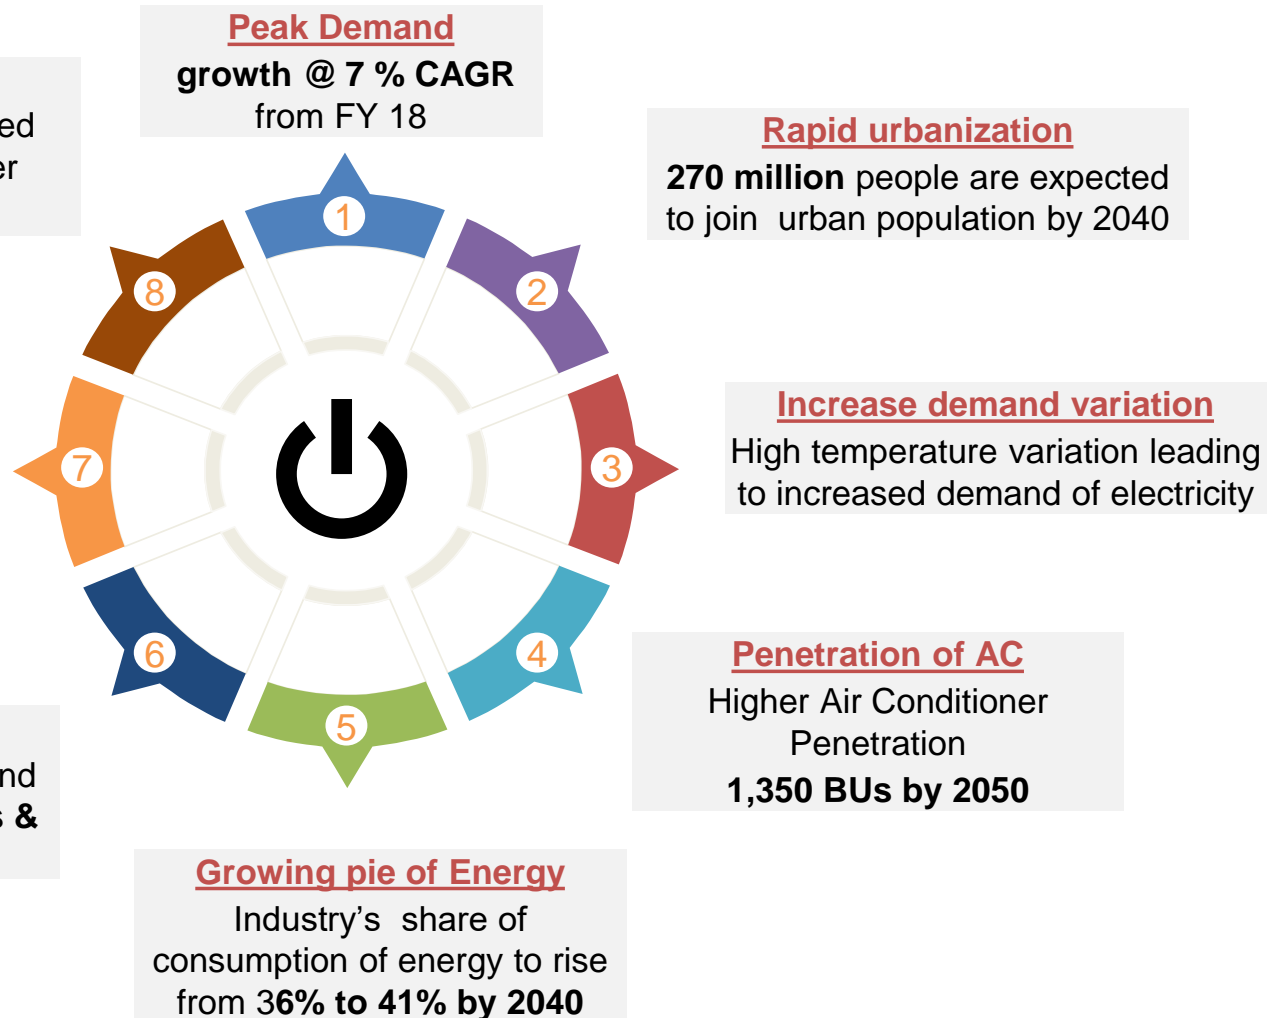 Peak Demand
growth @ 7 % CAGR
from FY 18
Rapid urbanization
270 million people are expected
to join urban population by 2040
Increase demand variation
High temperature variation leading
to increased demand of electricity
Penetration of AC
Higher Air Conditioner
Penetration
1,350 BUs by 2050
Growing pie of Energy
Industry's share of
consumption of energy to rise
from 36% to 41% by 2040
&
1
2
3
4
5
6
7
8